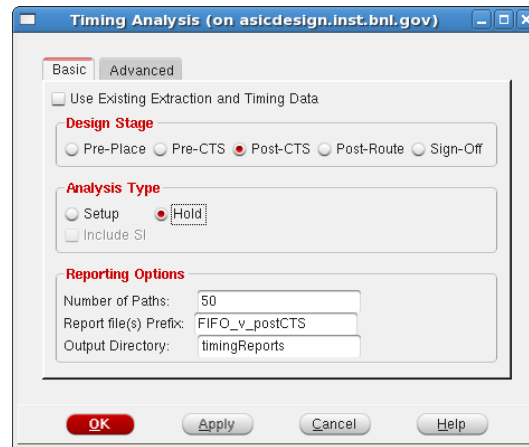 Timing Analysis (on asicdesign.inst.bnl.gov)
Basic Advanced
Use Existing Extraction and Timing Data
Design Stage
Pre-Place Pre-CTS Post-CTS Post-Route Sign-Off
Analysis Type
Setup Hold
Include SI
Reporting Options
Number of Paths: 50
Report file(s) Prefix: FIFO_v_postCTS
Output Directory: timingReports
OK Apply Cancel Help